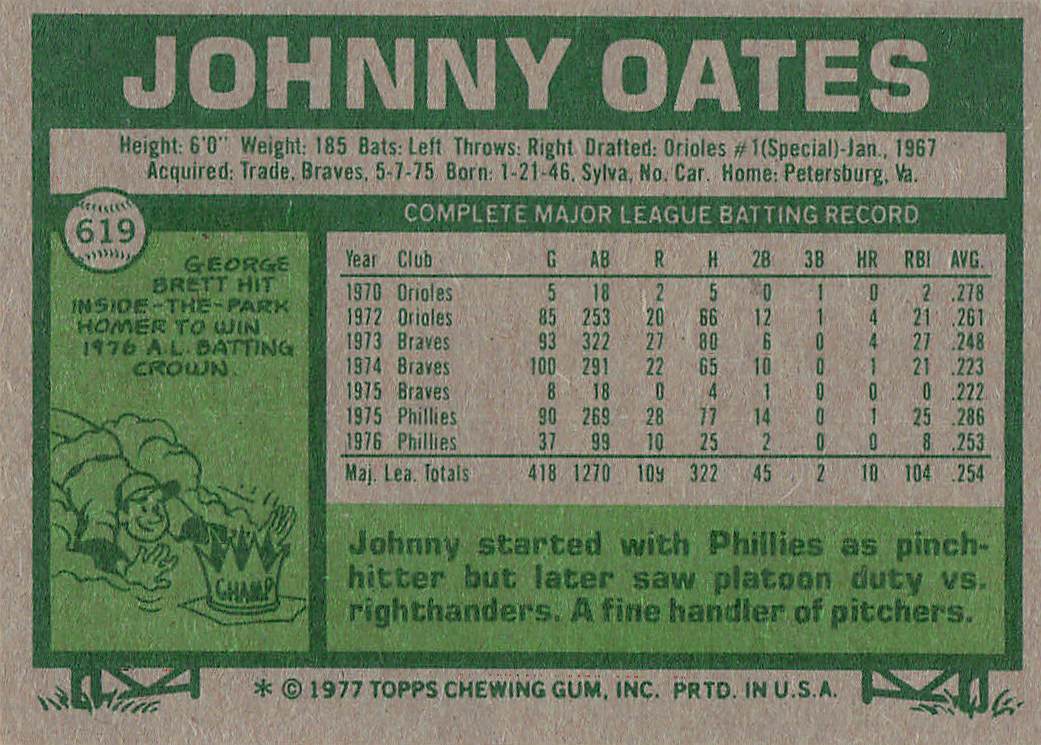 JOHNNY OATES
Height: 6'0" Weight: 185 Bats: Left Throws: Right Drafted: Orioles #1(Special)-Jan., 1967
Acquired: Trade, Braves, 5-7-75 Born: 1-21-46, Sylva, No. Car. Home: Petersburg, Va.
619
GEORGE
BRETT HIT
INSIDE-THE-PARK
HOMER TO WIN
1976 A.L. BATTING
CROWN.
CHAMP
COMPLETE MAJOR LEAGUE BATTING RECORD
Year Club G AB R H 2B 3B HR RBI AVG.
1970 Orioles 5 18 2 5 0 1 0 2 .278
1972 Orioles 85 253 20 66 12 1 4 21 .261
1973 Braves 93 322 27 80 6 0 4 27 .248
1974 Braves 100 291 22 65 10 0 1 21 .223
1975 Braves 8 18 0 4 1 0 0 0 .222
1975 Phillies 90 269 28 77 14 0 1 25 .286
1976 Phillies 37 99 10 25 2 0 0 8 .253
Maj. Lea. Totals 418 1270 109 322 45 2 10 104 .254
Johnny started with Phillies as pinch-
hitter but later saw platoon duty vs.
righthanders. A fine handler of pitchers.
* © 1977 TOPPS CHEWING GUM, INC. PRTD. IN U.S.A.